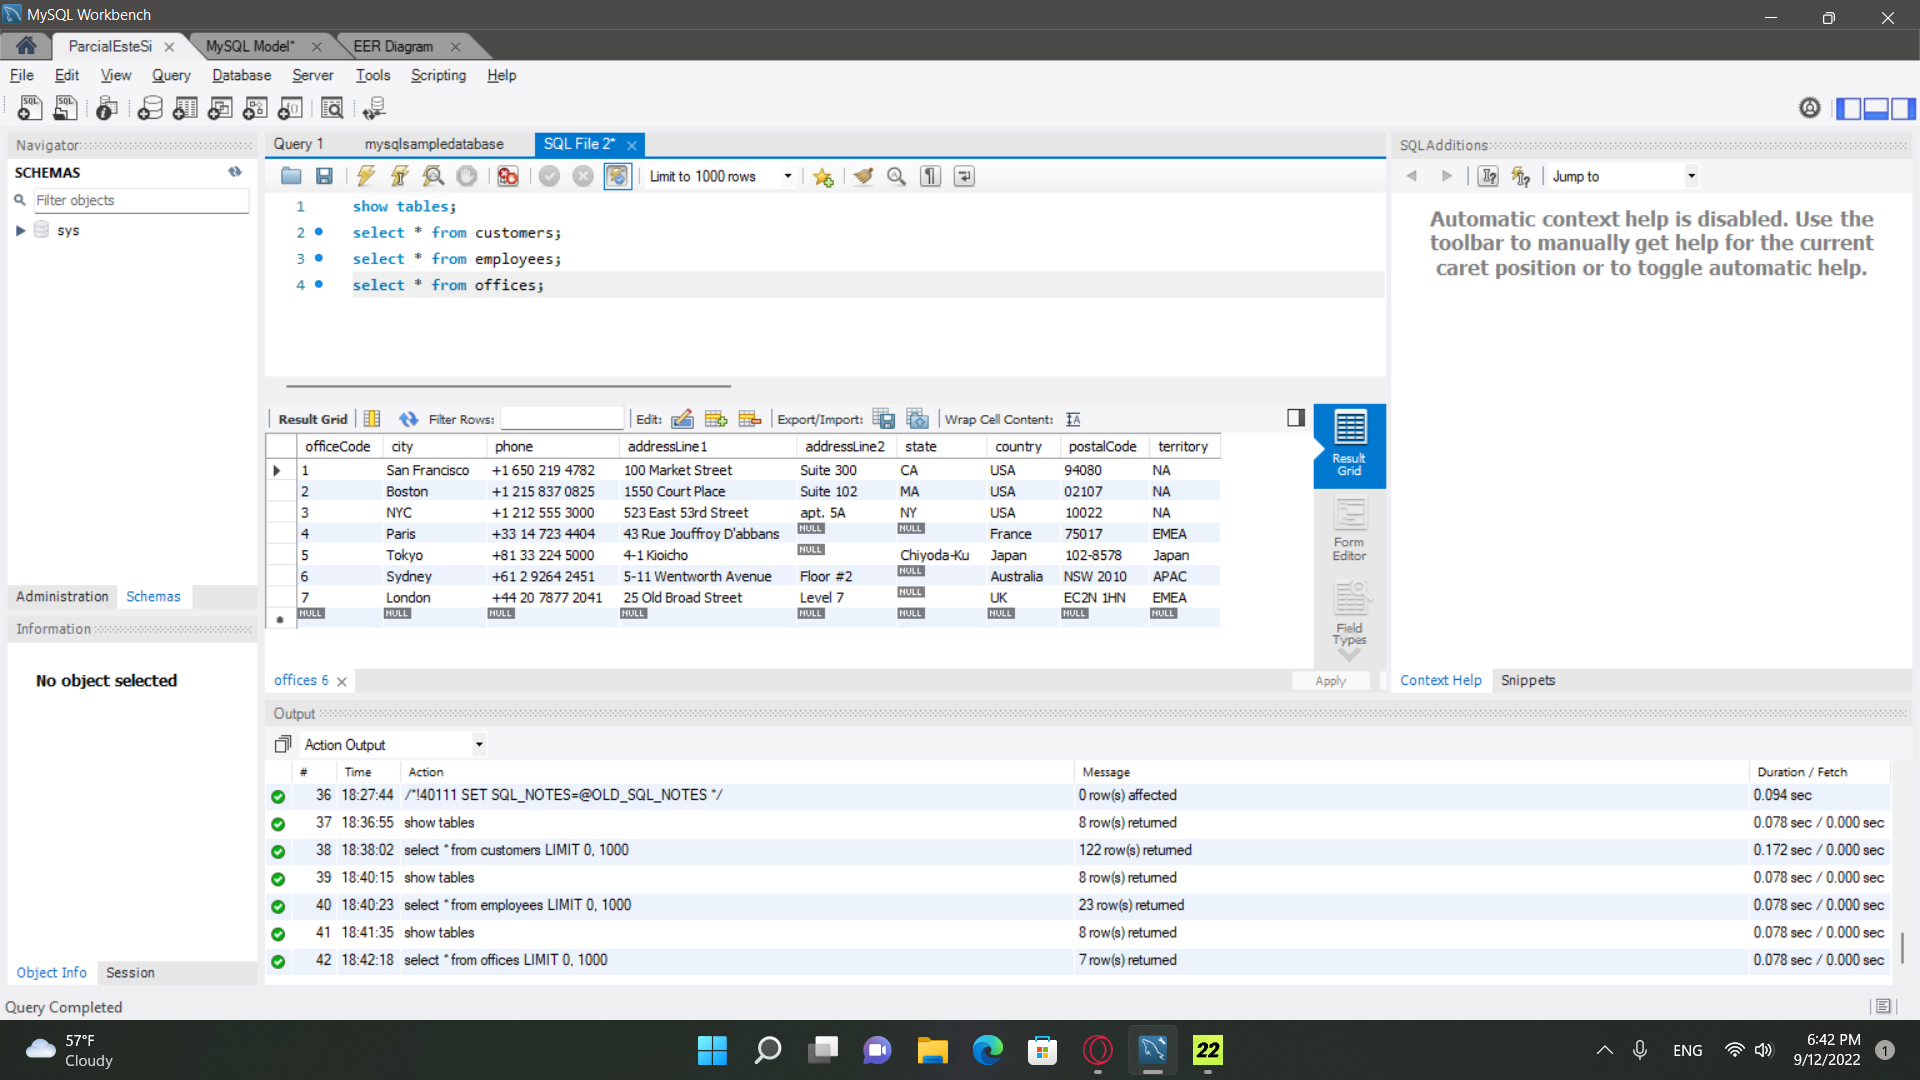 MySQL Workbench
ParcialEsteSi
MySQL Model*
EER Diagram
File Edit View Query Database Server Tools Scripting Help
Navigator
SCHEMAS
Filter objects
sys
Administration Schemas
Information
No object selected
Object Info Session
Query 1 mysqlsampledatabase SQL File 2*
Limit to 1000 rows
1 show tables;
2 select * from customers;
3 select * from employees;
4 select * from offices;
Result Grid Filter Rows: Edit: Export/Import: Wrap Cell Content:
officeCode city phone addressLine1 addressLine2 state country postalCode territory
1 San Francisco +1 650 219 4782 100 Market Street Suite 300 CA USA 94080 NA
2 Boston +1 215 837 0825 1550 Court Place Suite 102 MA USA 02107 NA
3 NYC +1 212 555 3000 523 East 53rd Street apt. 5A NY USA 10022 NA
4 Paris +33 14 723 4404 43 Rue Jouffroy D'abbans NULL NULL France 75017 EMEA
5 Tokyo +81 33 224 5000 4-1 Kioicho NULL Chiyoda-Ku Japan 102-8578 Japan
6 Sydney +61 2 9264 2451 5-11 Wentworth Avenue Floor #2 NULL Australia NSW 2010 APAC
7 London +44 20 7877 2041 25 Old Broad Street Level 7 NULL UK EC2N 1HN EMEA
NULL NULL NULL NULL NULL NULL NULL NULL NULL
Result
Grid
Form
Editor
Field
Types
offices 6
Apply
SQLAdditions
Jump to
Automatic context help is disabled. Use the
toolbar to manually get help for the current
caret position or to toggle automatic help.
Context Help Snippets
Output
Action Output
# Time Action Message Duration / Fetch
36 18:27:44 /*!40111 SET SQL_NOTES=@OLD_SQL_NOTES */ 0 row(s) affected 0.094 sec
37 18:36:55 show tables 8 row(s) returned 0.078 sec / 0.000 sec
38 18:38:02 select * from customers LIMIT 0, 1000 122 row(s) returned 0.172 sec / 0.000 sec
39 18:40:15 show tables 8 row(s) returned 0.078 sec / 0.000 sec
40 18:40:23 select * from employees LIMIT 0, 1000 23 row(s) returned 0.078 sec / 0.000 sec
41 18:41:35 show tables 8 row(s) returned 0.078 sec / 0.000 sec
42 18:42:18 select * from offices LIMIT 0, 1000 7 row(s) returned 0.078 sec / 0.000 sec
Query Completed
57°F
Cloudy
22
ENG
6:42 PM
9/12/2022
1